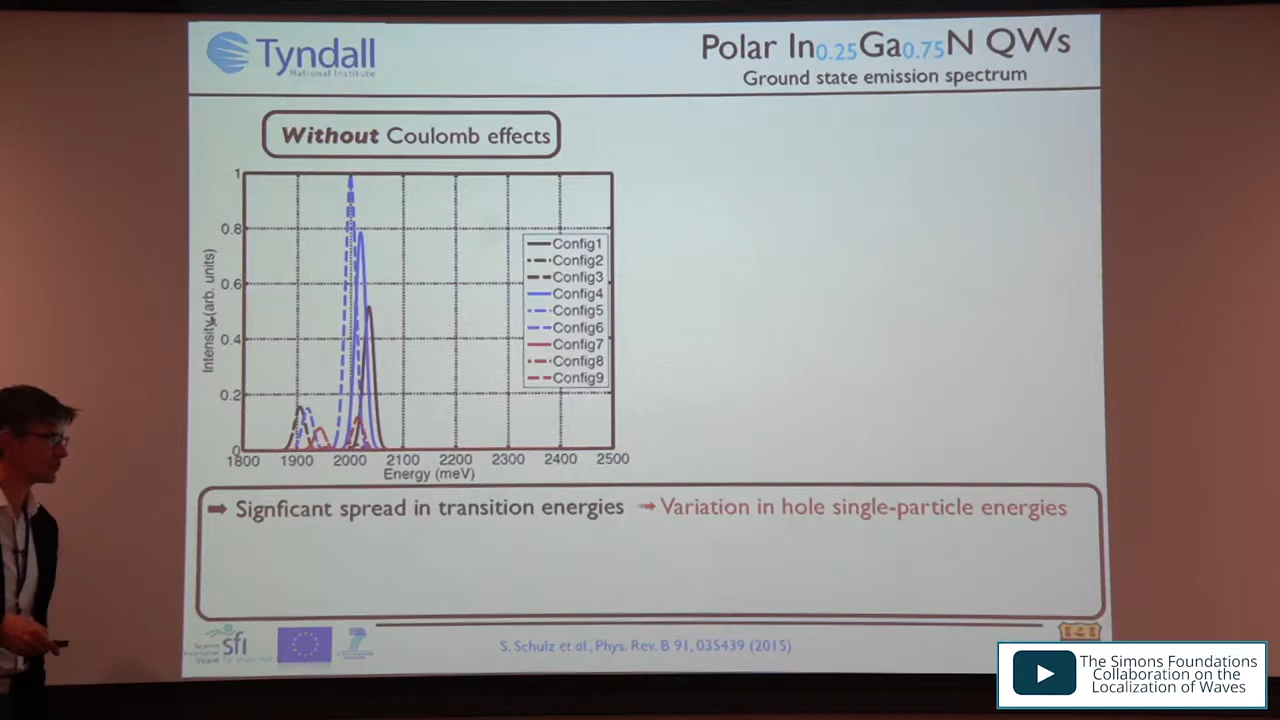 Tyndall
National Institute
Polar In0.25Ga0.75N QWs
Ground state emission spectrum
Without Coulomb effects
1
0.8
0.6
0.4
0.2
0
Intensity (arb. units)
Config1
Config2
Config3
Config4
Config5
Config6
Config7
Config8
Config9
1800 1900 2000 2100 2200 2300 2400 2500
Energy (meV)
➡ Signficant spread in transition energies → Variation in hole single-particle energies
sfi
7
S. Schulz et al., Phys. Rev. B 91, 035439 (2015)
The Simons Foundations
Collaboration on the
Localization of Waves